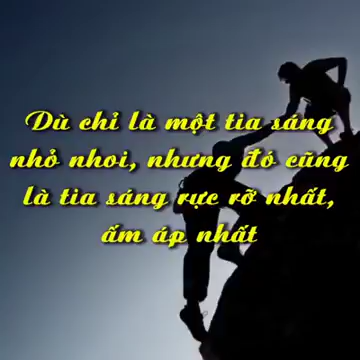 Dù chỉ là một tia sáng
nhỏ nhoi, nhưng đó cũng
là tia sáng rực rỡ nhất,
ấm áp nhất